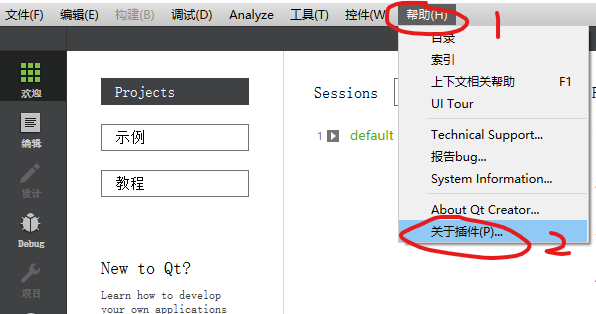 文件(F) 编辑(E) 构建(B) 调试(D) Analyze 工具(T) 控件(W 帮助(H)
1
目录
索引
上下文相关帮助 F1
UI Tour
Technical Support...
报告bug...
System Information...
About Qt Creator...
关于插件(P)...
2
欢迎
编辑
设计
Debug
项目
Projects
示例
教程
New to Qt?
Learn how to develop
your own applications
Sessions
1 default